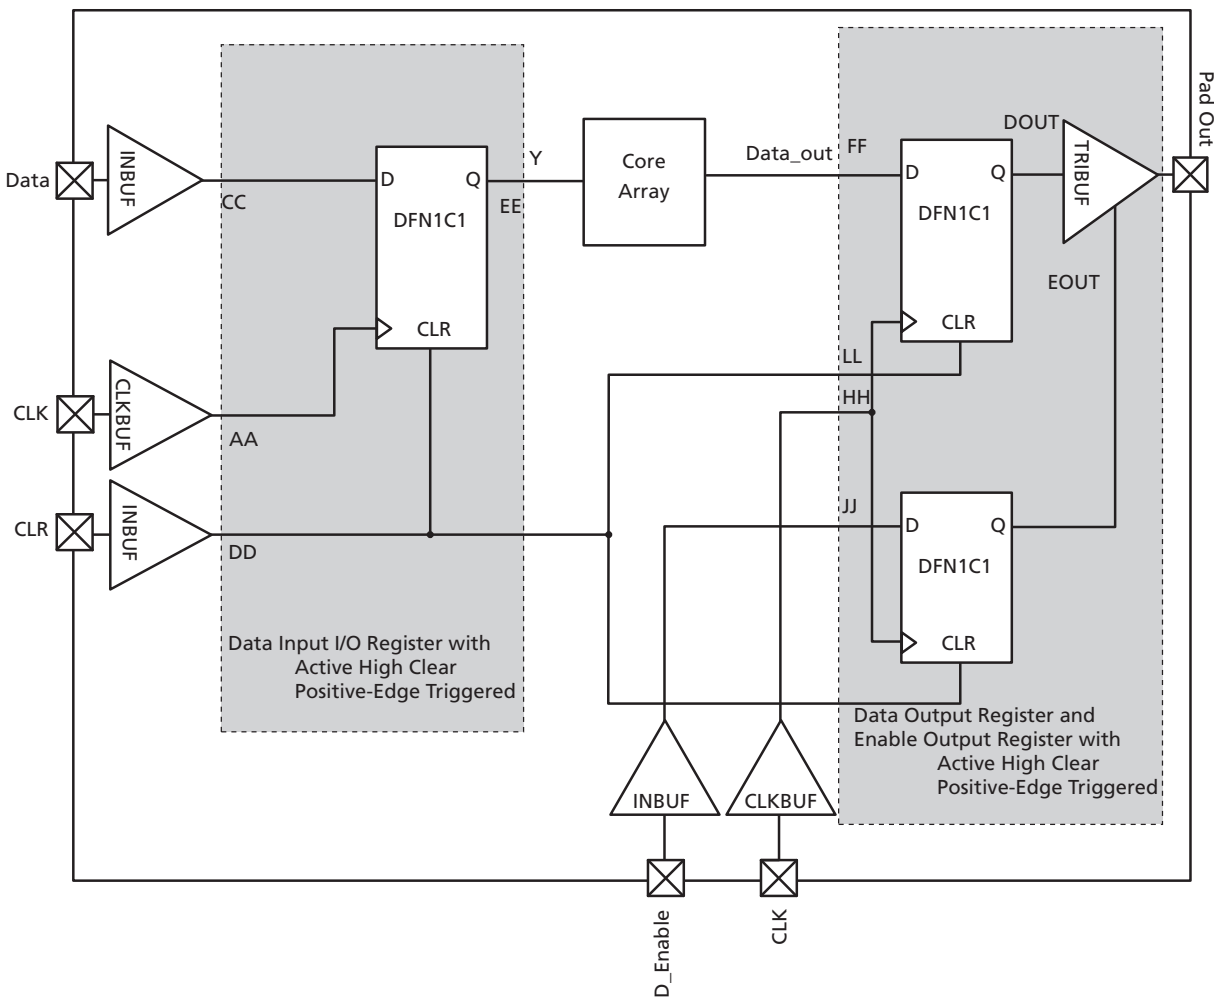 Pad Out
DOUT
Y
Core
Array
Data_out
FF
Data
INBUF
CC
D
Q
DFN1C1
EE
D
Q
DFN1C1
TRIBUF
EOUT
CLR
CLR
LL
HH
CLK
CLKBUF
AA
CLR
INBUF
DD
JJ
D
Q
DFN1C1
CLR
Data Input I/O Register with
Active High Clear
Positive-Edge Triggered
Data Output Register and
Enable Output Register with
Active High Clear
Positive-Edge Triggered
INBUF
CLKBUF
D_Enable
CLK